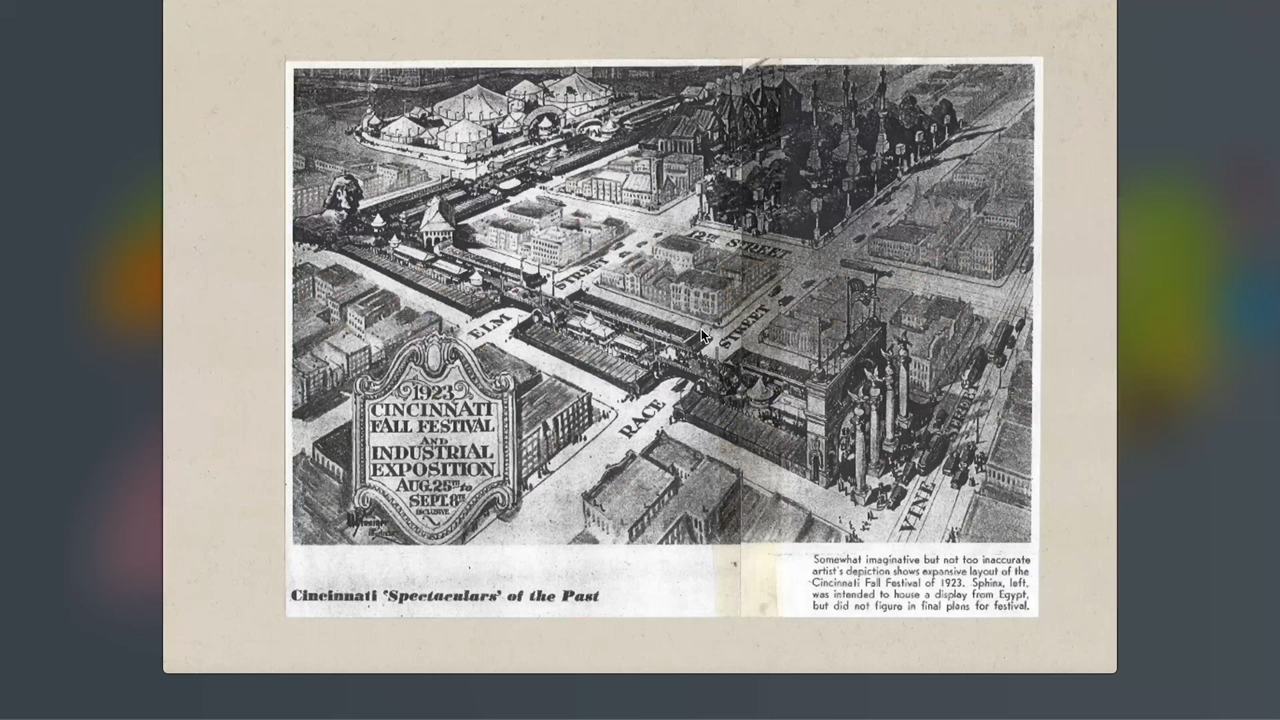 12TH STREET
STREET
ELM
STREET
RACE
STREET
VINE
1923
CINCINNATI
FALL FESTIVAL
AND
INDUSTRIAL
EXPOSITION
AUG. 25TH to
SEPT. 8TH
INCLUSIVE
Cincinnati 'Spectaculars' of the Past
Somewhat imaginative but not too inaccurate
artist's depiction shows expansive layout of the
Cincinnati Fall Festival of 1923. Sphinx, left,
was intended to house a display from Egypt,
but did not figure in final plans for festival.